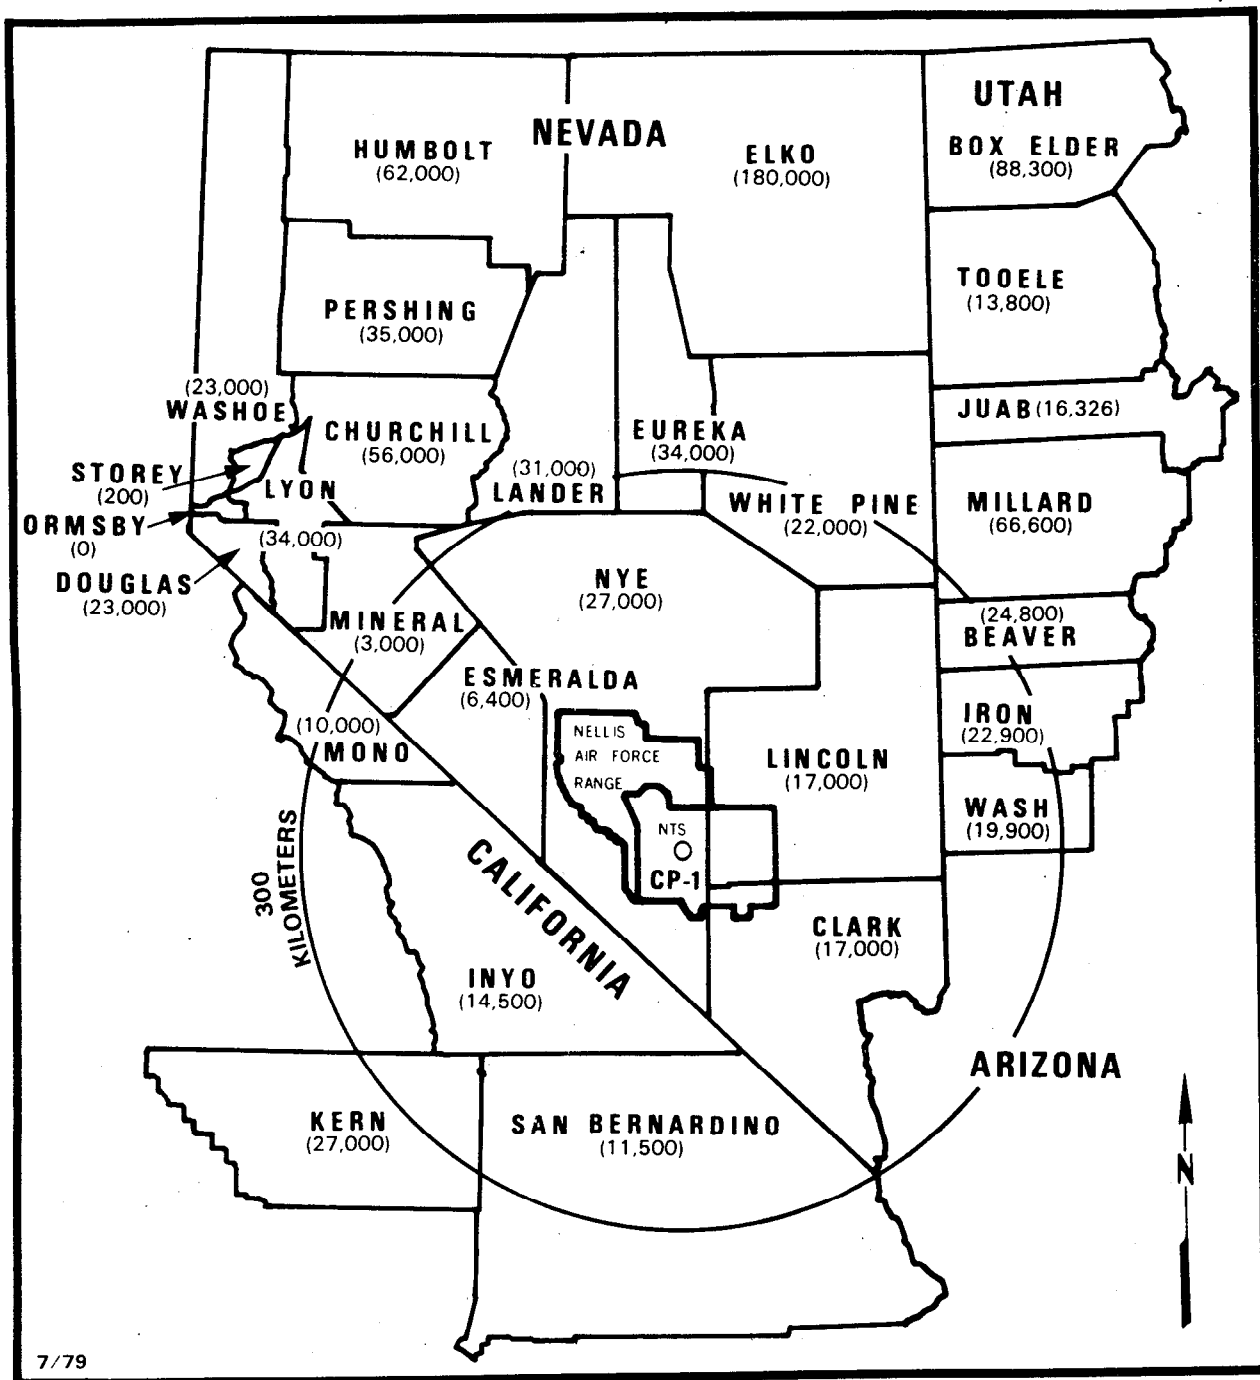 UTAH
NEVADA
HUMBOLT
(62,000)
ELKO
(180,000)
BOX ELDER
(88,300)
TOOELE
(13,800)
PERSHING
(35,000)
(23,000)
WASHOE
JUAB (16,326)
CHURCHILL
(56,000)
EUREKA
(34,000)
STOREY
(200)
LYON
(31,000)
LANDER
WHITE PINE
(22,000)
MILLARD
(66,600)
ORMSBY
(0)
(34,000)
DOUGLAS
(23,000)
NYE
(27,000)
MINERAL
(3,000)
(24,800)
BEAVER
ESMERALDA
(6,400)
(10,000)
MONO
IRON
(22,900)
NELLIS
AIR FORCE
RANGE
LINCOLN
(17,000)
WASH
(19,900)
NTS
CP-1
300
KILOMETERS
CALIFORNIA
CLARK
(17,000)
INYO
(14,500)
ARIZONA
KERN
(27,000)
SAN BERNARDINO
(11,500)
N
7/79